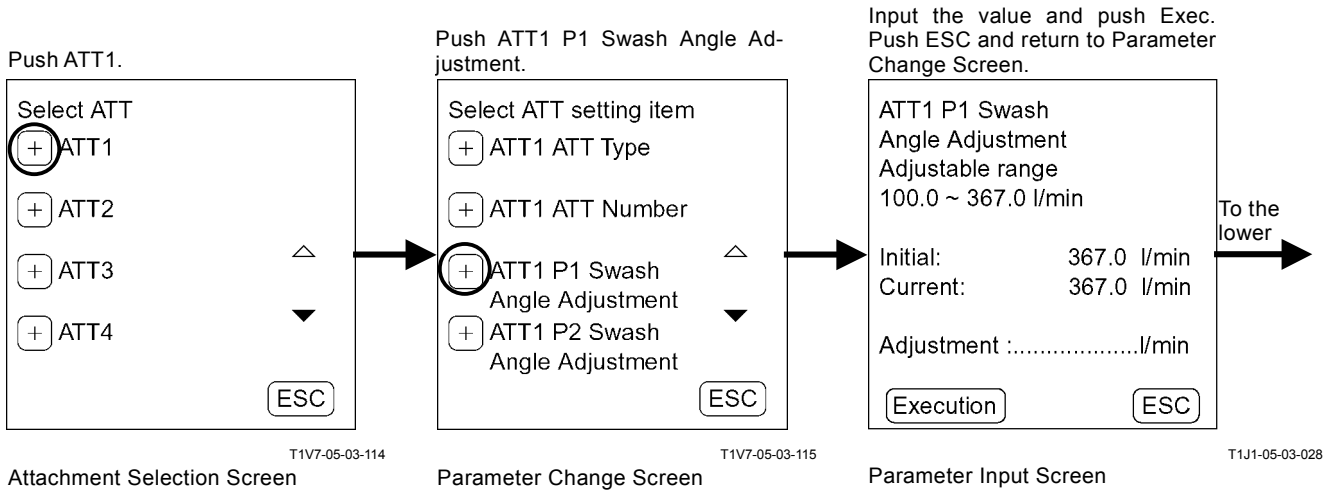 Push ATT1.
Select ATT
+ ATT1
+ ATT2
+ ATT3
+ ATT4
ESC
T1V7-05-03-114
Attachment Selection Screen
Push ATT1 P1 Swash Angle Ad-
justment.
Select ATT setting item
+ ATT1 ATT Type
+ ATT1 ATT Number
+ ATT1 P1 Swash
Angle Adjustment
+ ATT1 P2 Swash
Angle Adjustment
ESC
T1V7-05-03-115
Parameter Change Screen
Input the value and push Exec.
Push ESC and return to Parameter
Change Screen.
ATT1 P1 Swash
Angle Adjustment
Adjustable range
100.0 ~ 367.0 l/min
Initial: 367.0 l/min
Current: 367.0 l/min
Adjustment :...................l/min
Execution ESC
T1J1-05-03-028
Parameter Input Screen
To the
lower